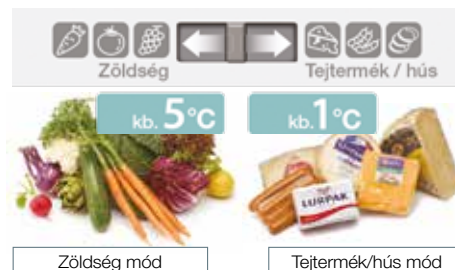 Zöldség Tejtermék / hús
kb. 5°C kb. 1°C
LURPAK
Zöldség mód Tejtermék/hús mód